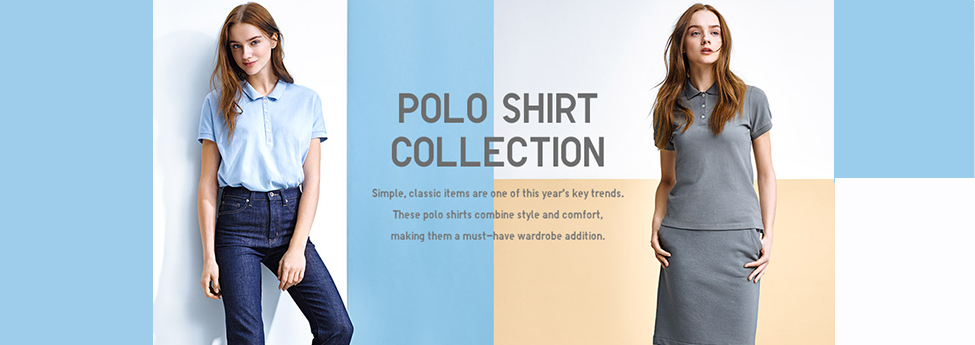 POLO SHIRT
COLLECTION
Simple, classic items are one of this year's key trends.
These polo shirts combine style and comfort,
making them a must-have wardrobe addition.